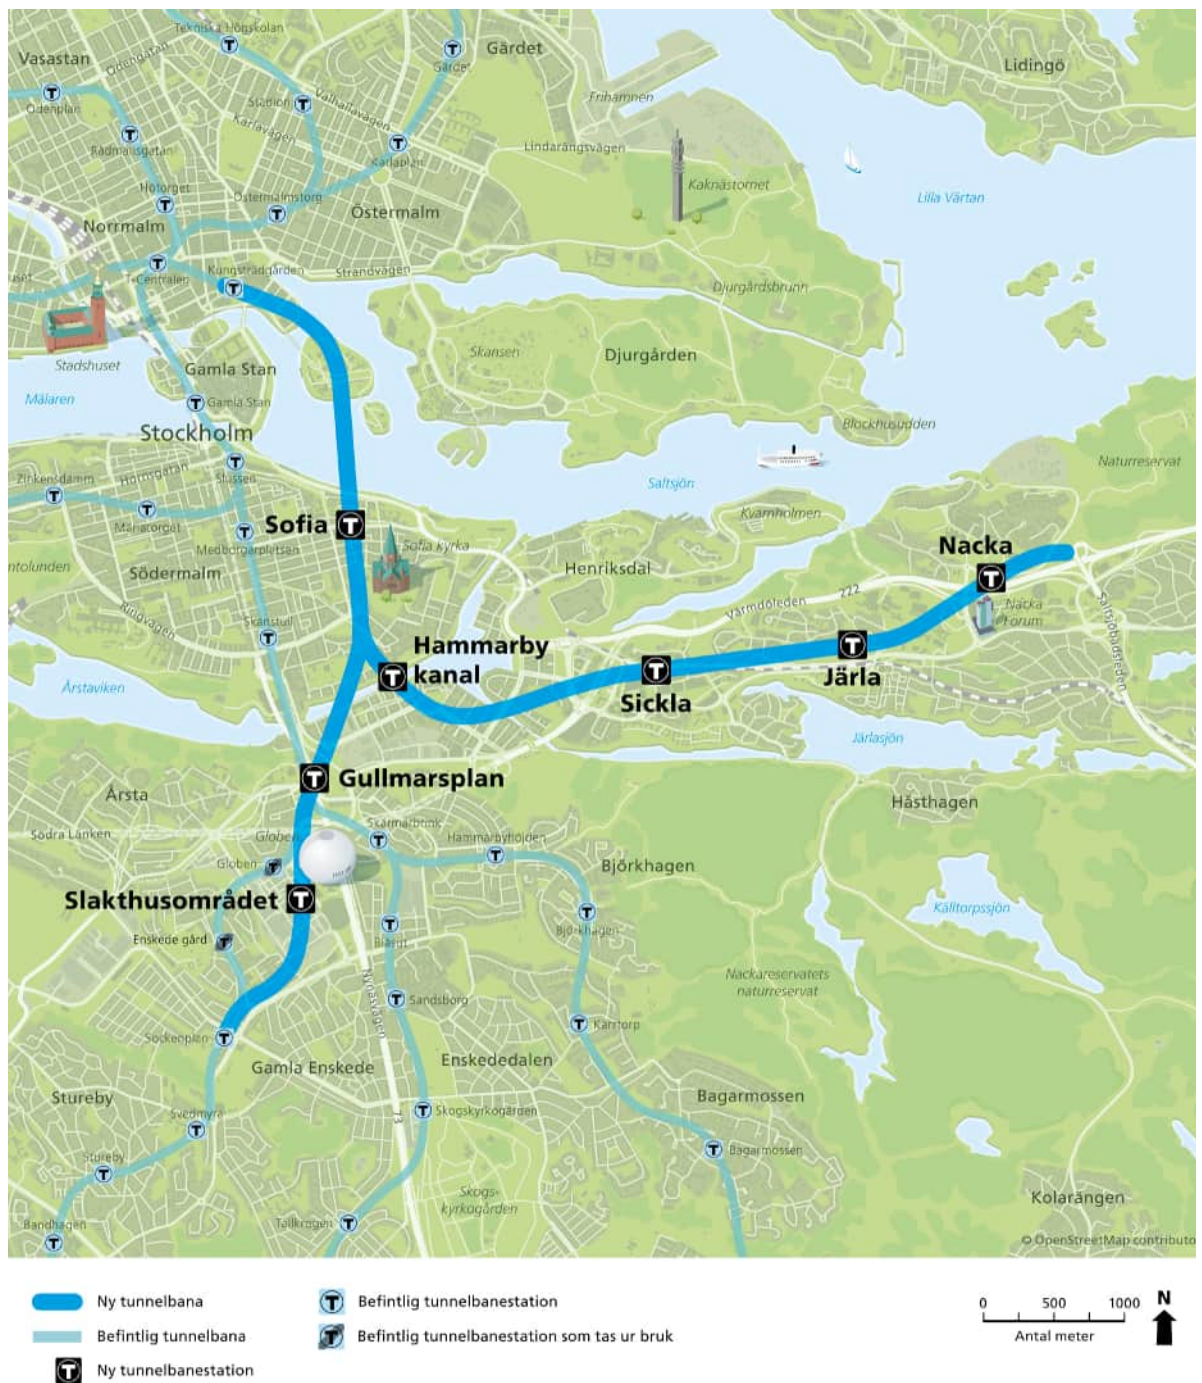 Tekniska Högskolan
Gärdet
Lidingö
Vasastan
Odengatan
Gärdet
Frihamnen
Odenplan
Stadion
Valhallavägen
Karlavägen
Rådmansgatan
Karlaplan
Lindarängsvägen
Kaknästornet
Lilla Värtan
Hötorget
Östermalmstorg
Östermalm
Norrmalm
T-Centralen
Kungsträdgården
Strandvägen
Djurgårdsbrunn
Stadshuset
Gamla Stan
Skansen
Djurgården
Mälaren
Gamla Stan
Blockhusudden
Stockholm
Zinkensdamm
Hornsgatan
Slussen
Saltsjön
Naturreservat
Mariatorget
Sofia
Kvarnholmen
Medborgarplatsen
Sofia kyrka
Nacka
ntolunden
Södermalm
Henriksdal
Värmdöleden
222
Nacka
Forum
Saltsjöbadsleden
Ringvägen
Skanstull
Hammarby
kanal
Årstaviken
Sickla
Järla
Järlasjön
Gullmarsplan
Årsta
Hästhagen
Södra Länken
Globen
Skärmarbrink
Hammarbyhöjden
Globen
Björkhagen
Slakthusområdet
Källtorpssjön
Enskede gård
Blåsut
Björkhagen
Nackareservatets
naturreservat
Nynäsvägen
Sandsborg
Sockenplan
Kärrtorp
Gamla Enskede
Enskededalen
Stureby
Bagarmossen
Svedmyra
73
Skogskyrkogården
Stureby
Bagarmossen
Skogs-
kyrkogården
Kolarängen
Bandhagen
Tallkrogen
© OpenStreetMap contributo
Ny tunnelbana
Befintlig tunnelbanestation
0 500 1000
N
Befintlig tunnelbana
Befintlig tunnelbanestation som tas ur bruk
Antal meter
Ny tunnelbanestation